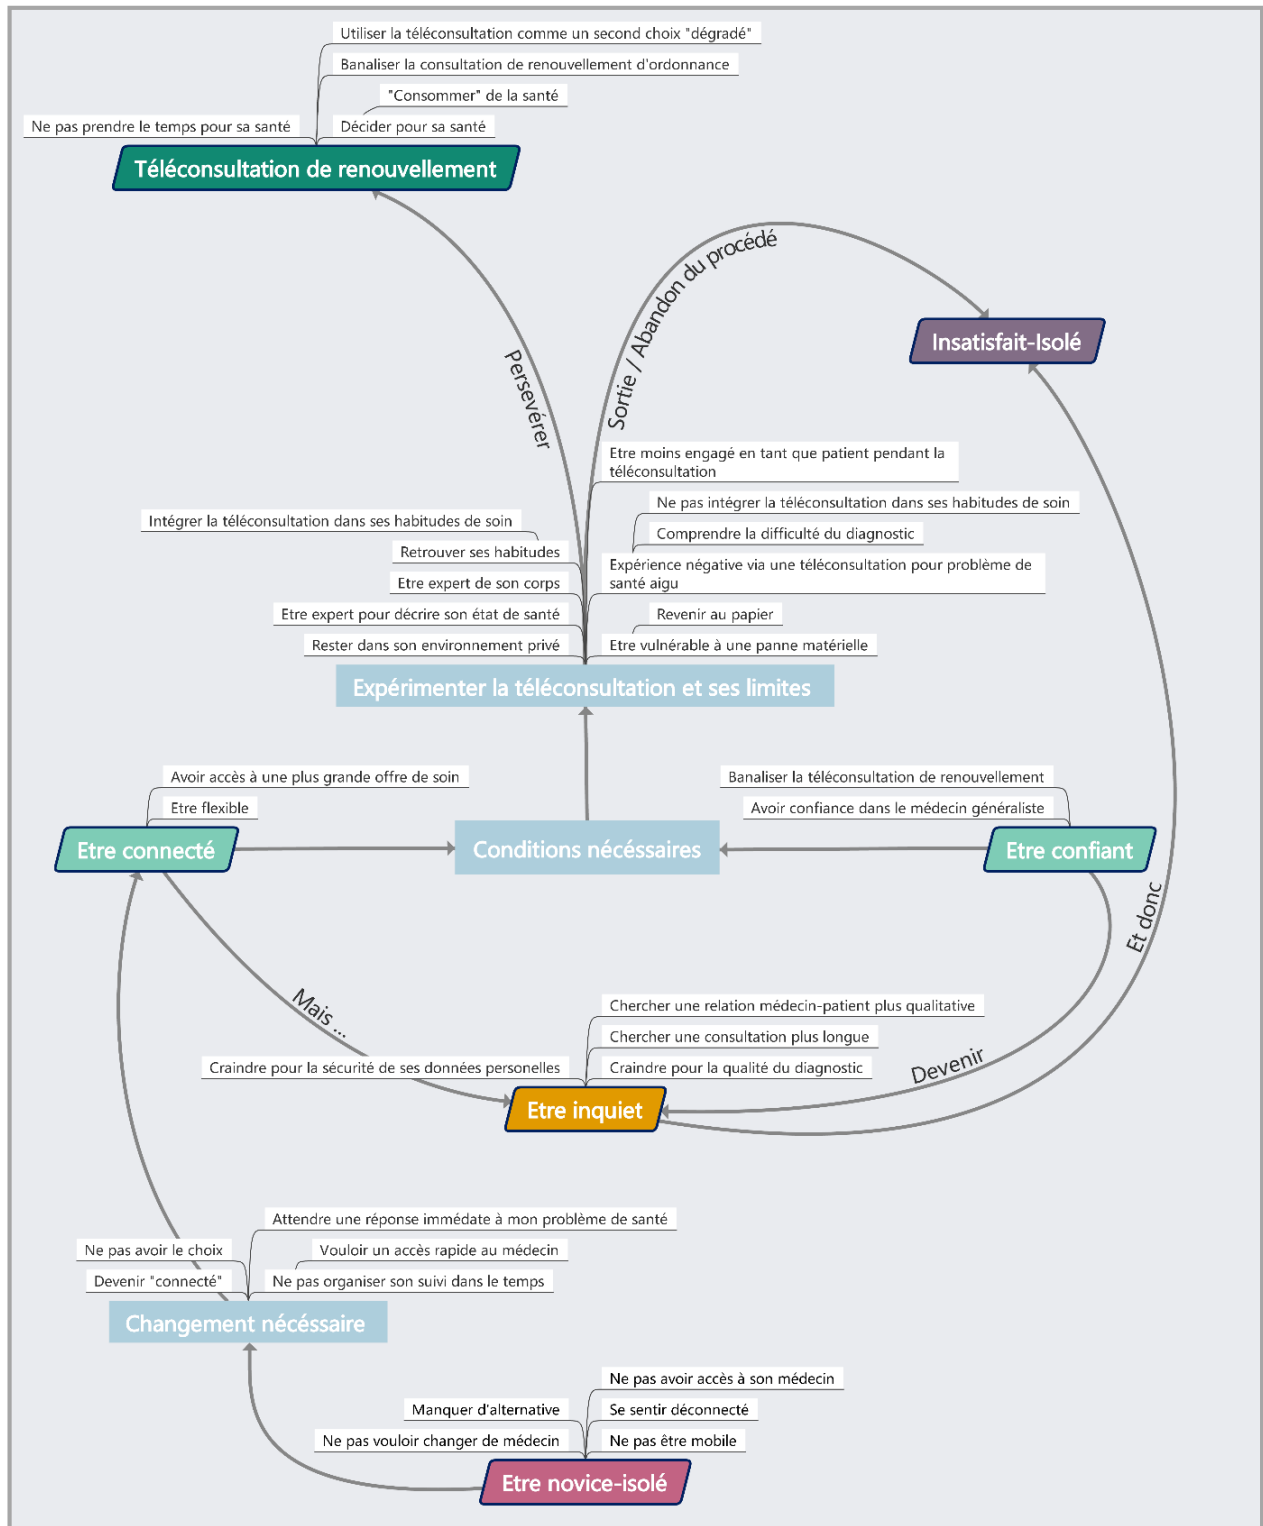 Utiliser la téléconsultation comme un second choix "dégradé"
Banaliser la consultation de renouvellement d'ordonnance
"Consommer" de la santé
Ne pas prendre le temps pour sa santé
Décider pour sa santé
Téléconsultation de renouvellement
Persevérer
Sortie / Abandon du procédé
Insatisfait-Isolé
Etre moins engagé en tant que patient pendant la
téléconsultation
Ne pas intégrer la téléconsultation dans ses habitudes de soin
Intégrer la téléconsultation dans ses habitudes de soin
Comprendre la difficulté du diagnostic
Retrouver ses habitudes
Expérience négative via une téléconsultation pour problème de
santé aigu
Etre expert de son corps
Etre expert pour décrire son état de santé
Revenir au papier
Rester dans son environnement privé
Etre vulnérable à une panne matérielle
Expérimenter la téléconsultation et ses limites
Avoir accès à une plus grande offre de soin
Banaliser la téléconsultation de renouvellement
Etre flexible
Avoir confiance dans le médecin généraliste
Etre connecté
Conditions nécéssaires
Etre confiant
Et donc
Mais ...
Chercher une relation médecin-patient plus qualitative
Chercher une consultation plus longue
Craindre pour la sécurité de ses données personelles
Craindre pour la qualité du diagnostic
Devenir
Etre inquiet
Attendre une réponse immédate à mon problème de santé
Ne pas avoir le choix
Vouloir un accès rapide au médecin
Devenir "connecté"
Ne pas organiser son suivi dans le temps
Changement nécéssaire
Ne pas avoir accès à son médecin
Manquer d'alternative
Se sentir déconnecté
Ne pas vouloir changer de médecin
Ne pas être mobile
Etre novice-isolé